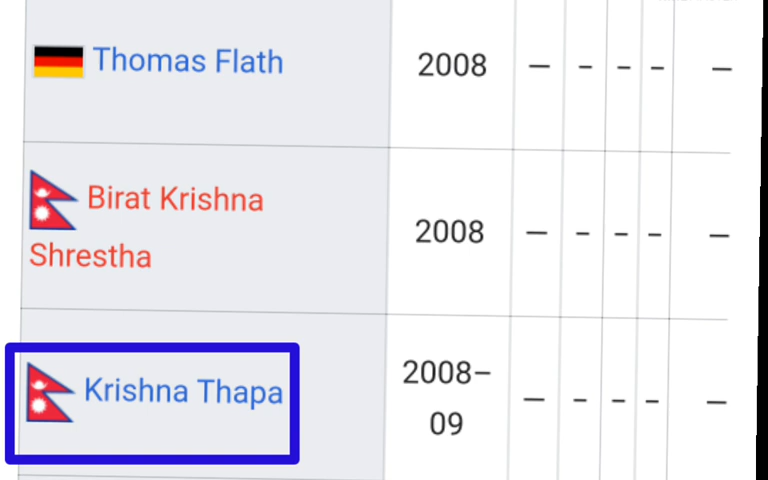 Thomas Flath 2008 — - - - —
Birat Krishna
Shrestha 2008 — - - - —
Krishna Thapa 2008–
09 — - - - —